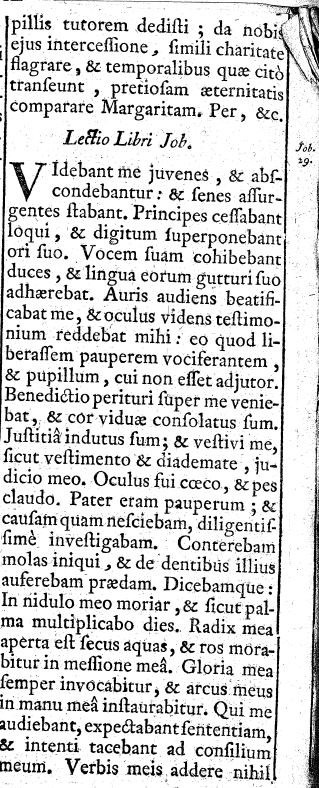 pillis tutorem dediſti ; da nobis
ejus interceſſione , ſimili charitate
flagrare , & temporalibus quæ citò
tranſeunt , pretioſam æternitatis
comparare Margaritam. Per , &c.
Lectio Libri Job.
Job.
29.
VIdebant me juvenes , & abſ-
condebantur : & ſenes aſſur-
gentes ſtabant. Principes ceſſabant
loqui , & digitum ſuperponebant
ori ſuo. Vocem ſuam cohibebant
duces , & lingua eorum gutturi ſuo
adhærebat. Auris audiens beatifi-
cabat me, & oculus videns teſtimo-
nium reddebat mihi : eo quod li-
beraſſem pauperem vociferantem ,
& pupillum , cui non eſſet adjutor.
Benedictio perituri ſuper me venie-
bat, & cor viduæ conſolatus ſum.
Juſtitiâ indutus ſum; & veſtivi me,
ſicut veſtimento & diademate , ju-
dicio meo. Oculus fui cœco, & pes
claudo. Pater eram pauperum ; &
cauſam quam neſciebam, diligentiſ-
ſimè inveſtigabam. Conterebam
molas iniqui , & de dentibus illius
auferebam prædam. Dicebamque :
In nidulo meo moriar , & ſicut pal-
ma multiplicabo dies. Radix mea
aperta eſt ſecus aquas, & ros mora-
bitur in meſſione meâ. Gloria mea
ſemper invocabitur, & arcus meus
in manu meâ inſtaurabitur. Qui me
audiebant, expectabant ſententiam,
& intenti tacebant ad conſilium
meum. Verbis meis addere nihil